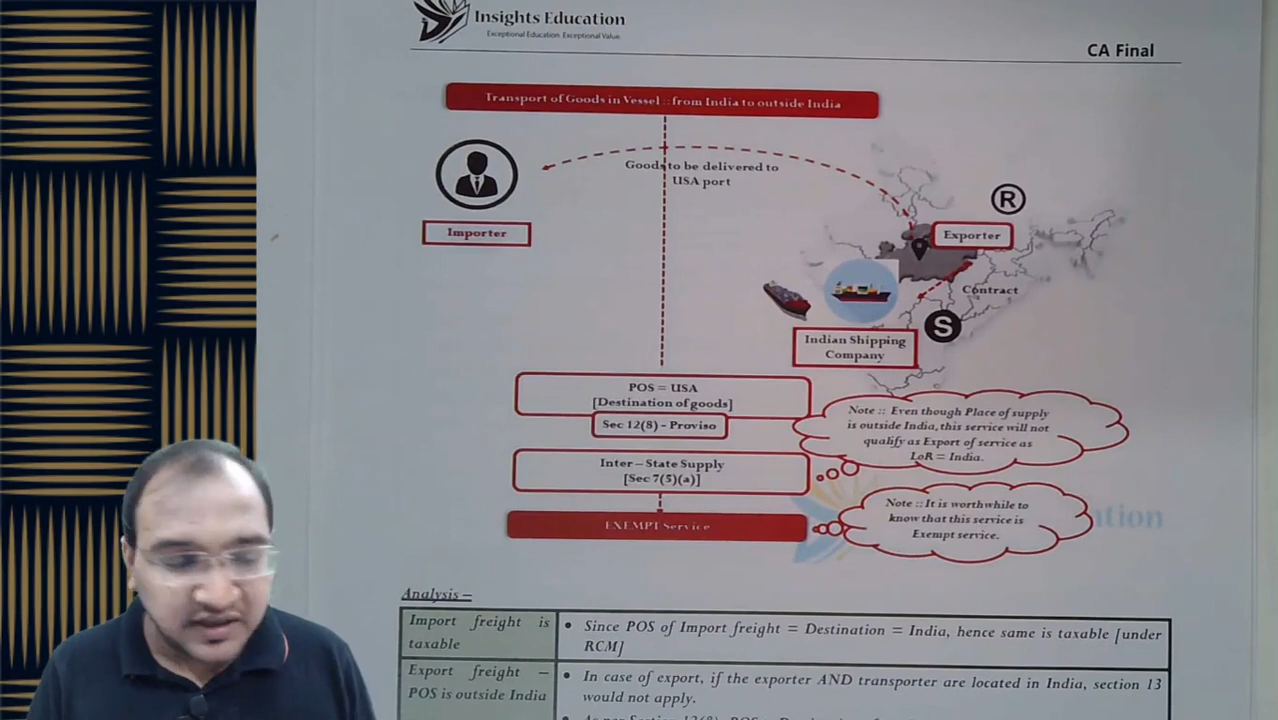 Insights Education
Exceptional Education. Exceptional Value.
CA Final
Transport of Goods in Vessel :: from India to outside India
Goods to be delivered to
USA port
R
Importer
Exporter
Contract
S
Indian Shipping
Company
POS = USA
[Destination of goods]
Sec 12(8) - Proviso
Note :: Even though Place of supply
is outside India, this service will not
qualify as Export of service as
LoR = India.
Inter – State Supply
[Sec 7(5)(a)]
Note :: It is worthwhile to
know that this service is
Exempt service.
EXEMPT Service
Analysis –
Import freight is
taxable
• Since POS of Import freight = Destination = India, hence same is taxable [under
RCM]
Export freight –
POS is outside India
• In case of export, if the exporter AND transporter are located in India, section 13
would not apply.